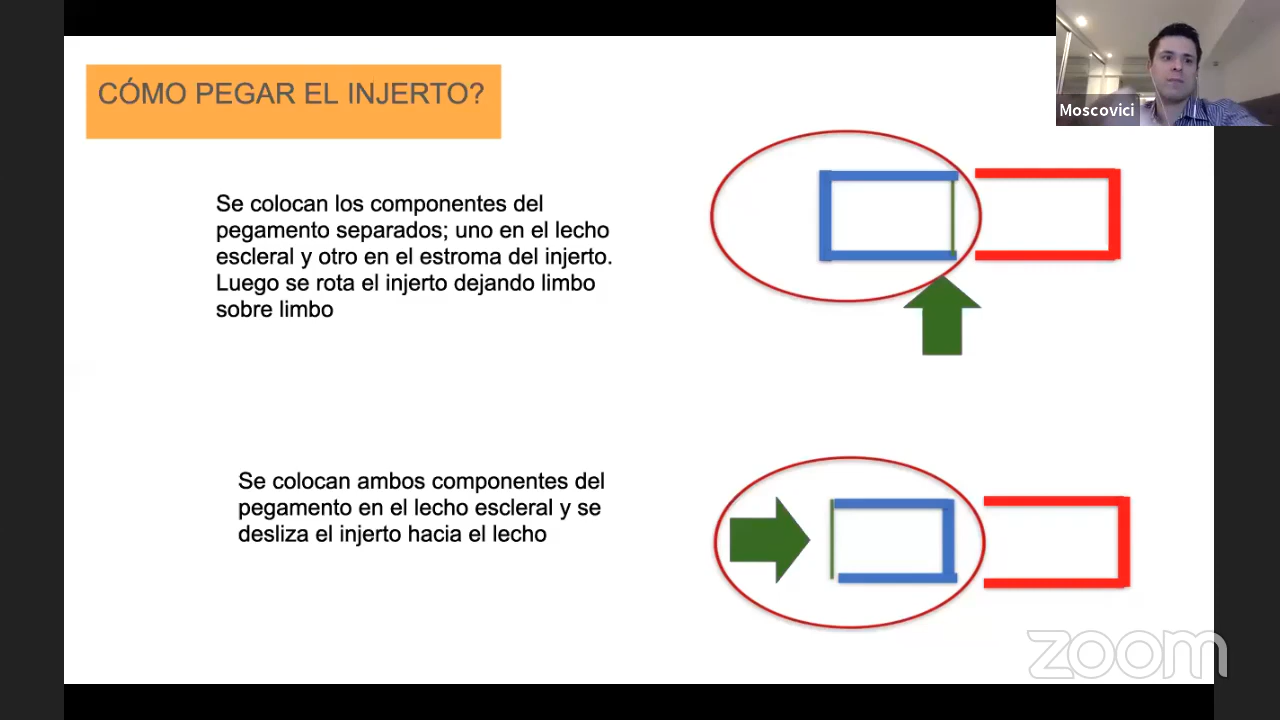 CÓMO PEGAR EL INJERTO?
Moscovici
Se colocan los componentes del
pegamento separados; uno en el lecho
escleral y otro en el estroma del injerto.
Luego se rota el injerto dejando limbo
sobre limbo
Se colocan ambos componentes del
pegamento en el lecho escleral y se
desliza el injerto hacia el lecho
zoom